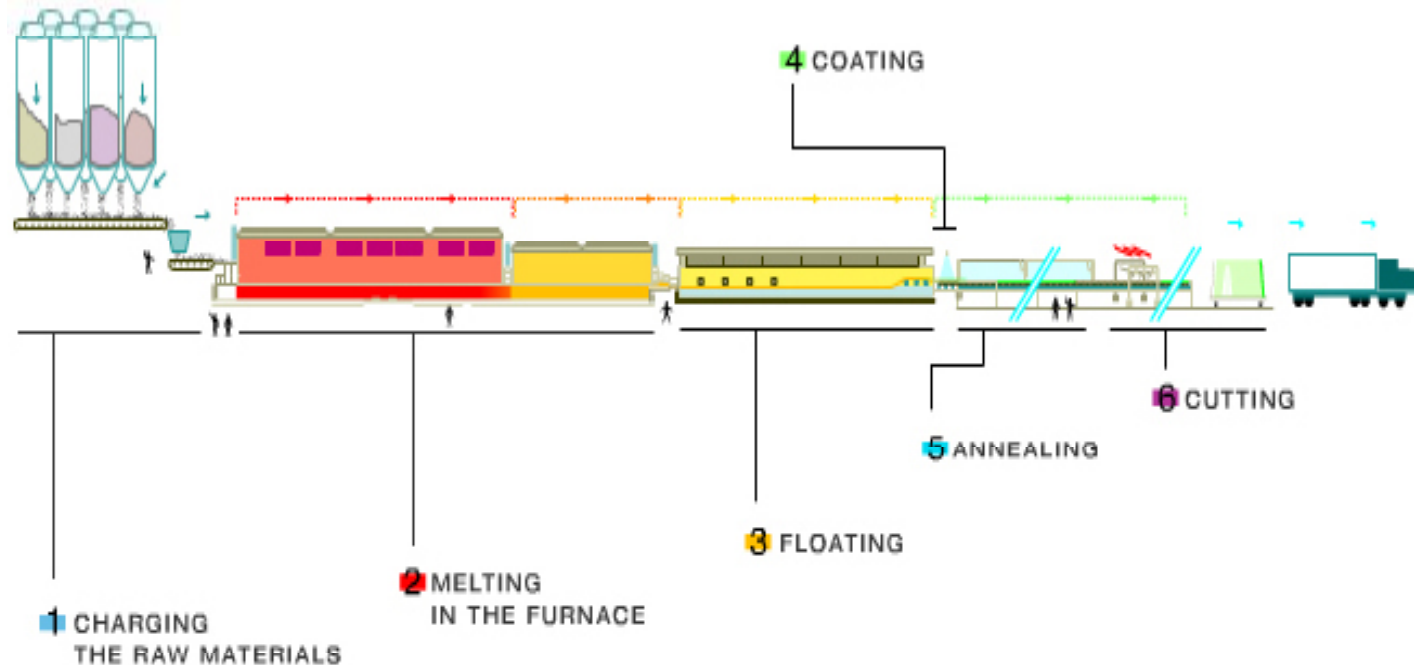 4 COATING
6 CUTTING
5 ANNEALING
3 FLOATING
2 MELTING
IN THE FURNACE
1 CHARGING
THE RAW MATERIALS